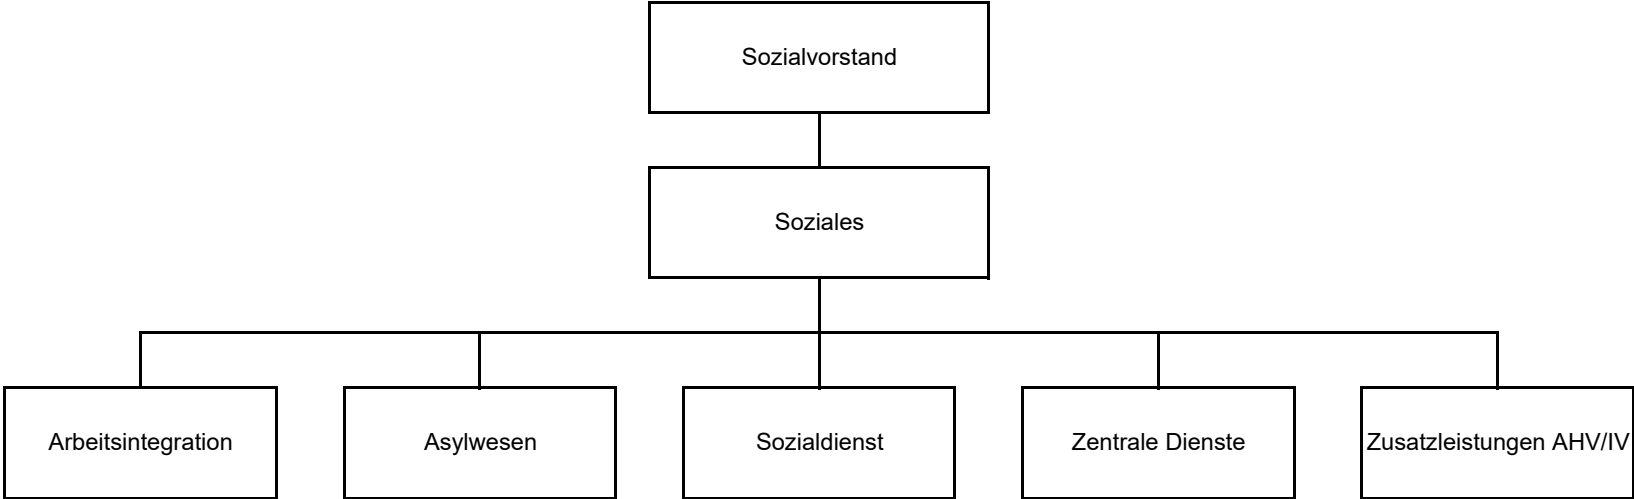 Sozialvorstand
Soziales
Arbeitsintegration
Asylwesen
Sozialdienst
Zentrale Dienste
Zusatzleistungen AHV/IV